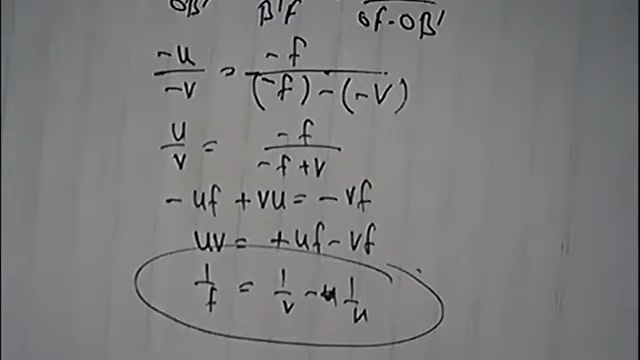 OB' B'F OF-OB'
-u/-v = -f/(-f)-(-v)
u/v = -f/-f+v
-uf+vu=-vf
uv=+uf-vf
1/f = 1/v - 1/u